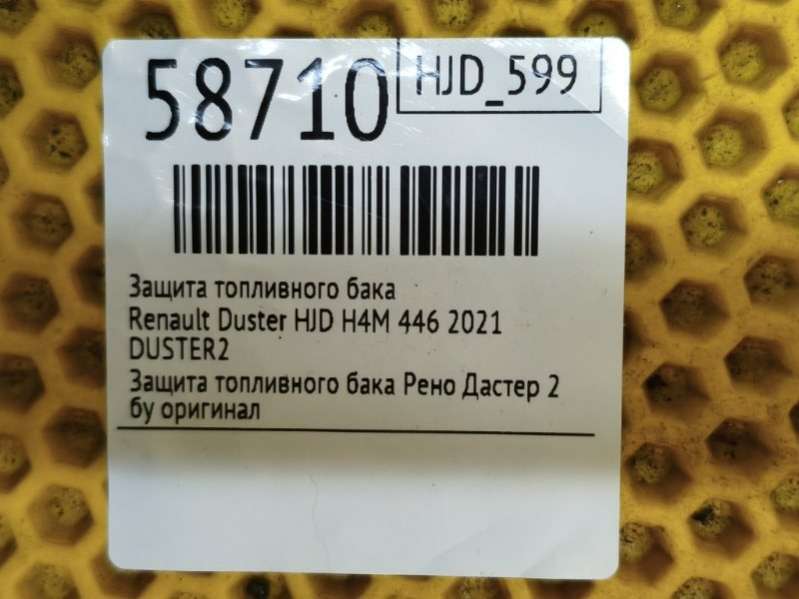 58710
HJD_599
Защита топливного бака
Renault Duster HJD H4M 446 2021
DUSTER2
Защита топливного бака Рено Дастер 2
бу оригинал